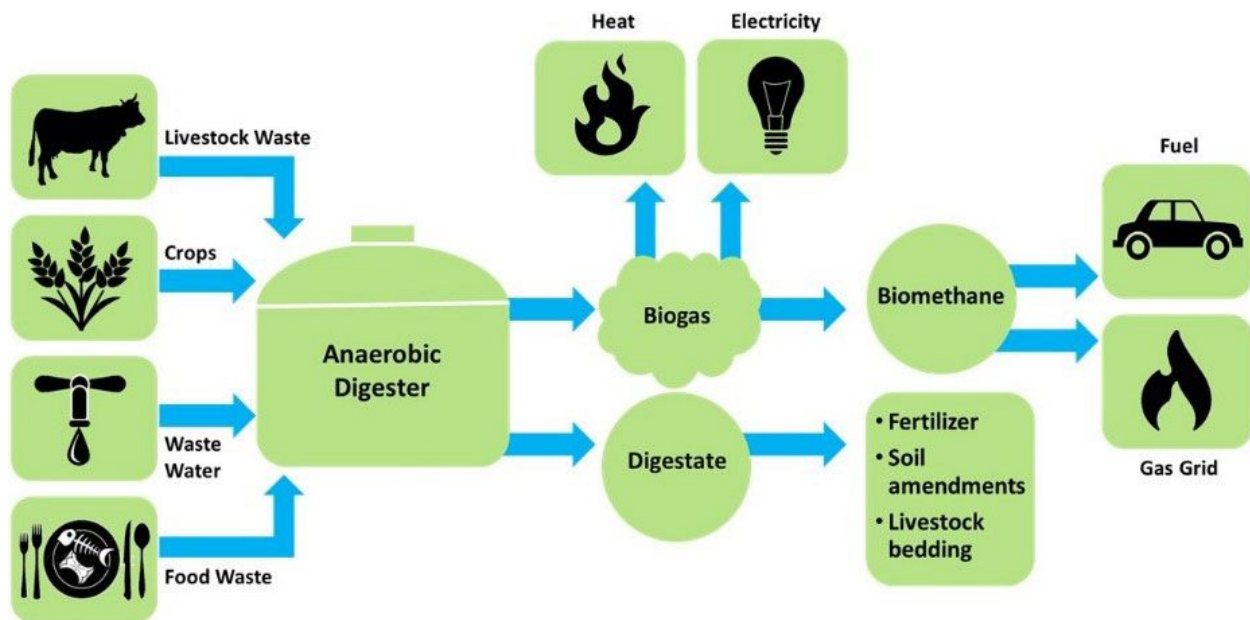 Heat
Electricity
Livestock Waste
Fuel
Crops
Anaerobic
Digester
Biogas
Biomethane
Waste
Water
Digestate
• Fertilizer
• Soil
amendments
• Livestock
bedding
Gas Grid
Food Waste